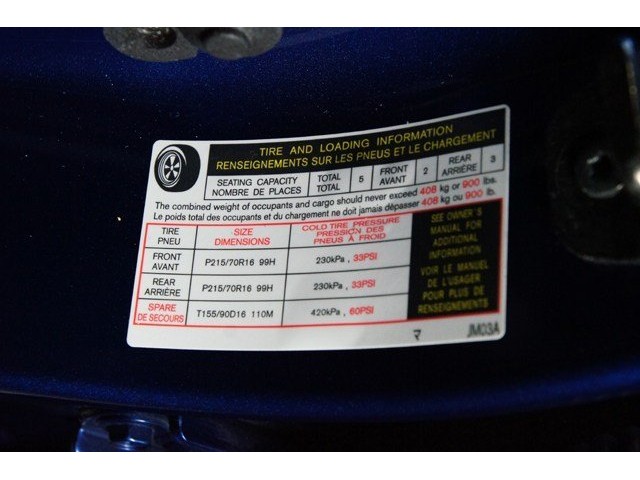 TIRE AND LOADING INFORMATION
RENSEIGNEMENTS SUR LES PNEUS ET LE CHARGEMENT
SEATING CAPACITY TOTAL 5 FRONT 2 REAR 3
NOMBRE DE PLACES TOTAL AVANT ARRIÈRE
The combined weight of occupants and cargo should never exceed 408 kg or 900 lbs.
Le poids total des occupants et du chargement ne doit jamais dépasser 408 kg ou 900 lb.
TIRE SIZE COLD TIRE PRESSURE
PNEU DIMENSIONS PRESSION DES PNEUS À FROID
FRONT AVANT P215/70R16 99H 230kPa , 33PSI
REAR ARRIÈRE P215/70R16 99H 230kPa , 33PSI
SPARE DE SECOURS T155/90D16 110M 420kPa , 60PSI
SEE OWNER'S
MANUAL FOR
ADDITIONAL
INFORMATION
VOIR LE MANUEL
DE L'USAGER
POUR PLUS DE
RENSEIGNEMENTS
JM03A